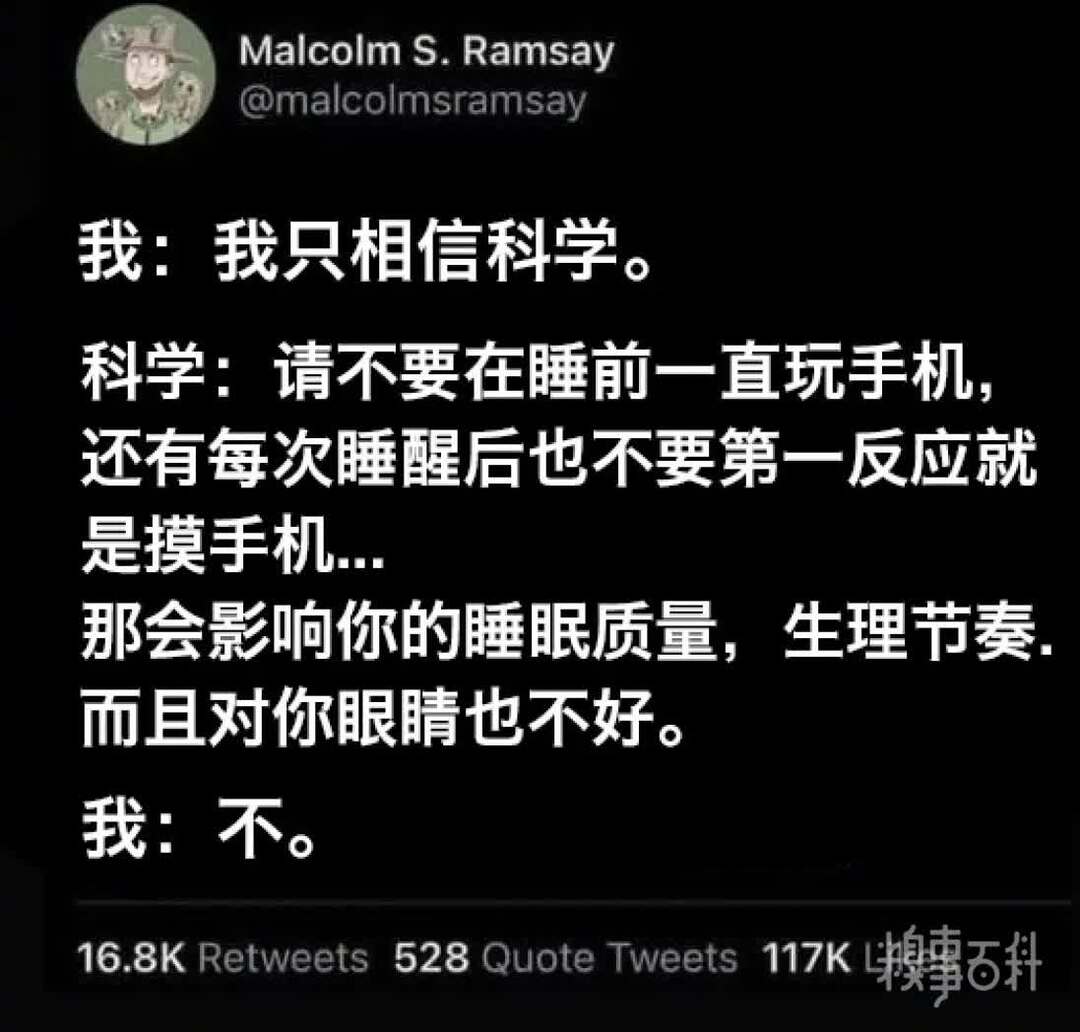 Malcolm S. Ramsay
@malcolmsramsay
我：我只相信科学。
科学：请不要在睡前一直玩手机，
还有每次睡醒后也不要第一反应就
是摸手机...
那会影响你的睡眠质量，生理节奏.
而且对你眼睛也不好。
我：不。
16.8K Retweets 528 Quote Tweets 117K
糗事百科